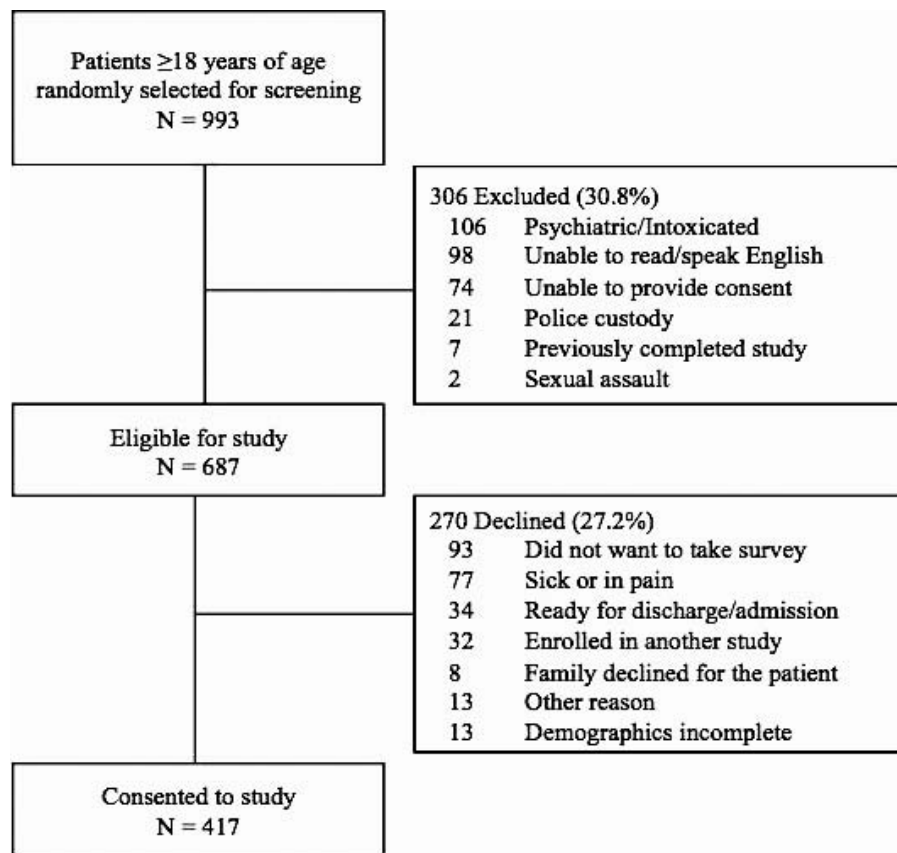 Patients ≥18 years of age
randomly selected for screening
N = 993
306 Excluded (30.8%)
106 Psychiatric/Intoxicated
98 Unable to read/speak English
74 Unable to provide consent
21 Police custody
7 Previously completed study
2 Sexual assault
Eligible for study
N = 687
270 Declined (27.2%)
93 Did not want to take survey
77 Sick or in pain
34 Ready for discharge/admission
32 Enrolled in another study
8 Family declined for the patient
13 Other reason
13 Demographics incomplete
Consented to study
N = 417